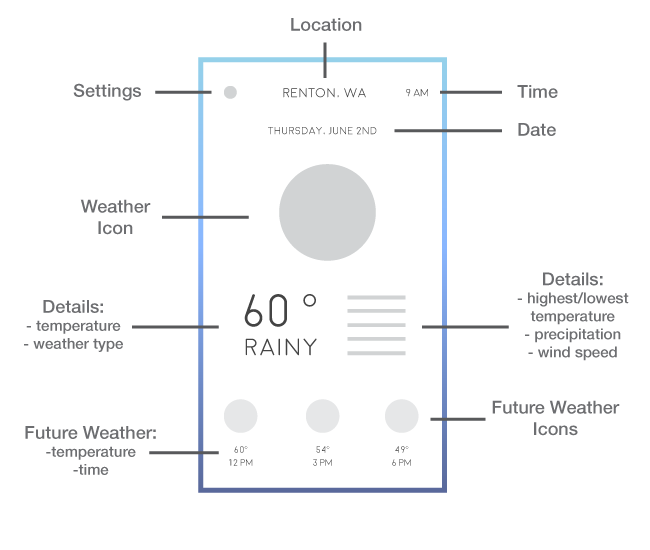 Location
Settings
RENTON. WA
9 AM
Time
THURSDAY. JUNE 2ND
Date
Weather
Icon
Details:
- temperature
- weather type
60°
RAINY
Details:
- highest/lowest
temperature
- precipitation
- wind speed
Future Weather
Icons
Future Weather:
-temperature
-time
60° 54° 49°
12 PM 3 PM 6 PM